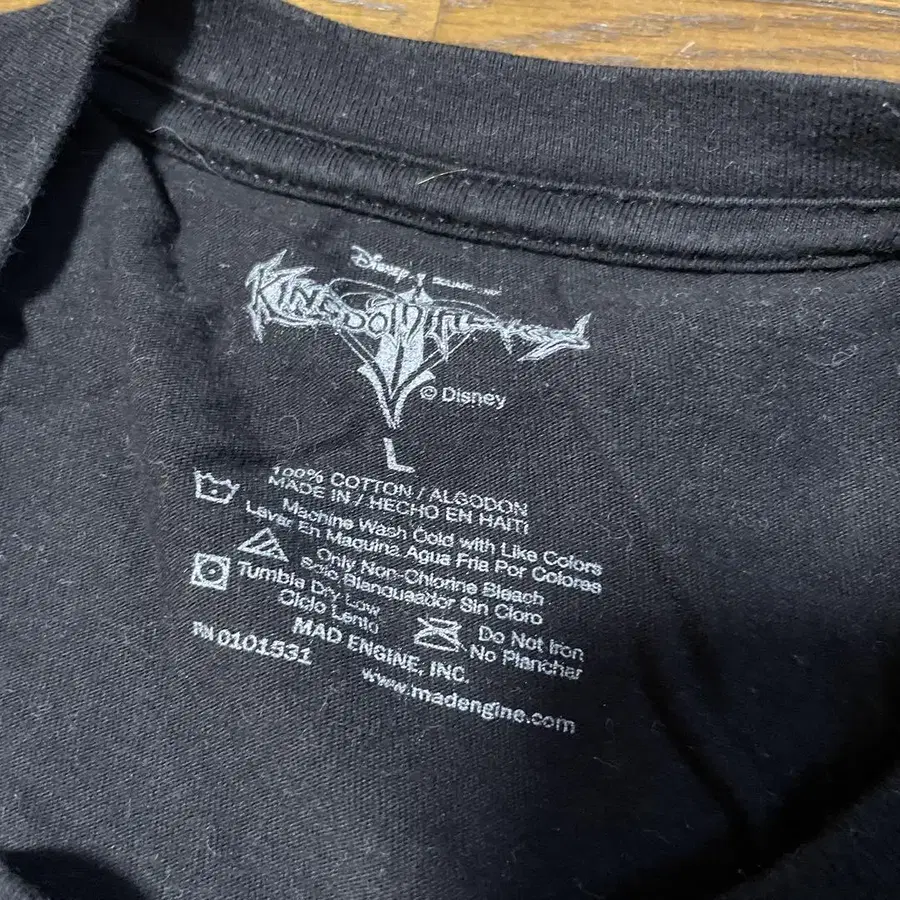 Disney
KINGDOM HEARTS
II
© Disney
L
100% COTTON / ALGODON
MADE IN / HECHO EN HAITI
Machine Wash Cold with Like Colors
Lavar En Maquina Agua Fria Por Colores
Only Non-Chlorine Bleach
Solo Blanqueador Sin Cloro
Tumble Dry Low
Ciclo Lento
Do Not Iron
No Planchar
MAD ENGINE, INC.
RN 0101531
www.madengine.com